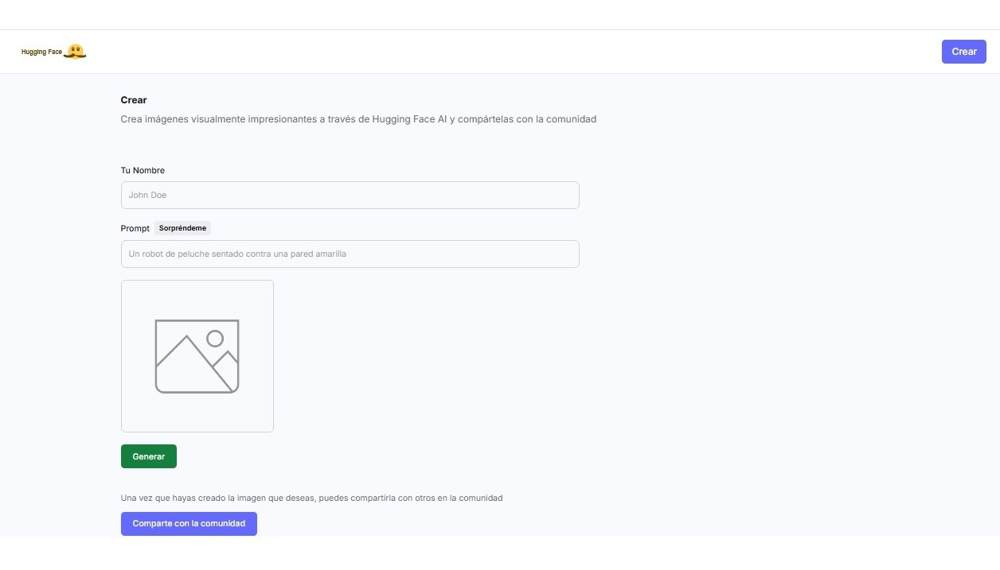 Hugging Face
Crear
Crear
Crea imágenes visualmente impresionantes a través de Hugging Face AI y compártelas con la comunidad
Tu Nombre
John Doe
Prompt Sorpréndeme
Un robot de peluche sentado contra una pared amarilla
Generar
Una vez que hayas creado la imagen que deseas, puedes compartirla con otros en la comunidad
Comparte con la comunidad